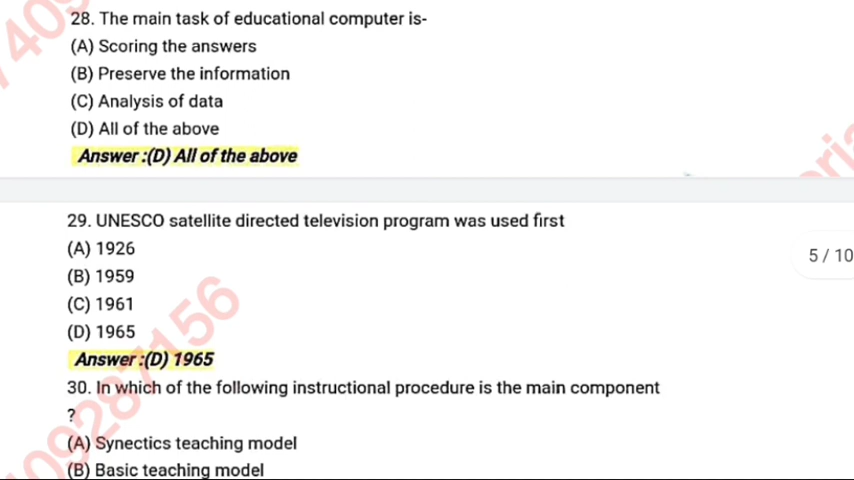 28. The main task of educational computer is-
(A) Scoring the answers
(B) Preserve the information
(C) Analysis of data
(D) All of the above
Answer :(D) All of the above
29. UNESCO satellite directed television program was used first
(A) 1926
(B) 1959
(C) 1961
(D) 1965
5 / 10
Answer :(D) 1965
30. In which of the following instructional procedure is the main component
?
(A) Synectics teaching model
(B) Basic teaching model